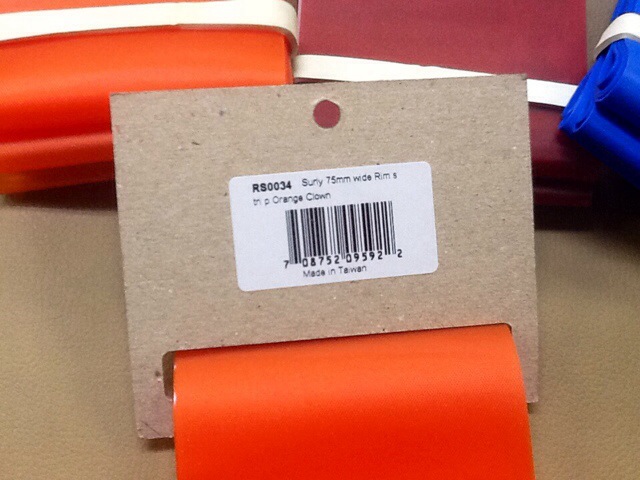 RS0034 Surly 75mm wide Rim s
tri p Orange Clown
7 08752 09592 2
Made in Taiwan